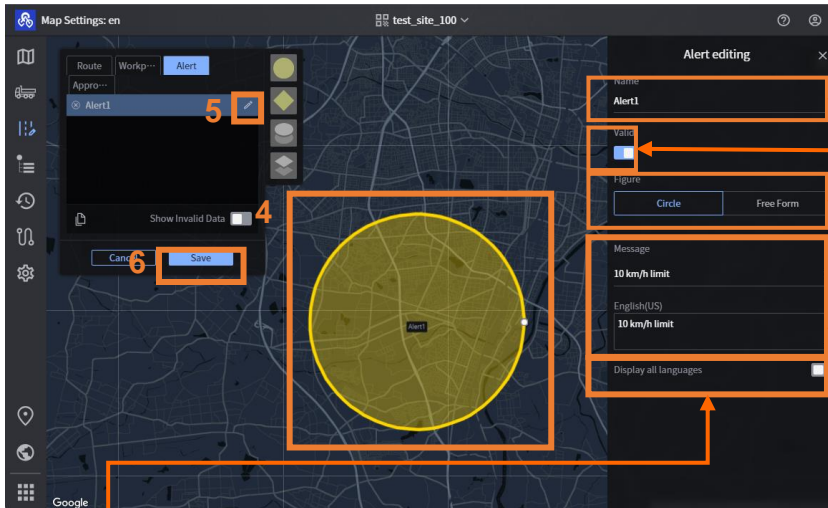 Map Settings: en
test_site_100
Route
Workp···
Alert
Appro···
Alert1
5
Show Invalid Data
4
Cancel
6
Save
Alert1
Google
Alert editing
Name
Alert1
Valid
Figure
Circle
Free Form
Message
10 km/h limit
English(US)
10 km/h limit
Display all languages